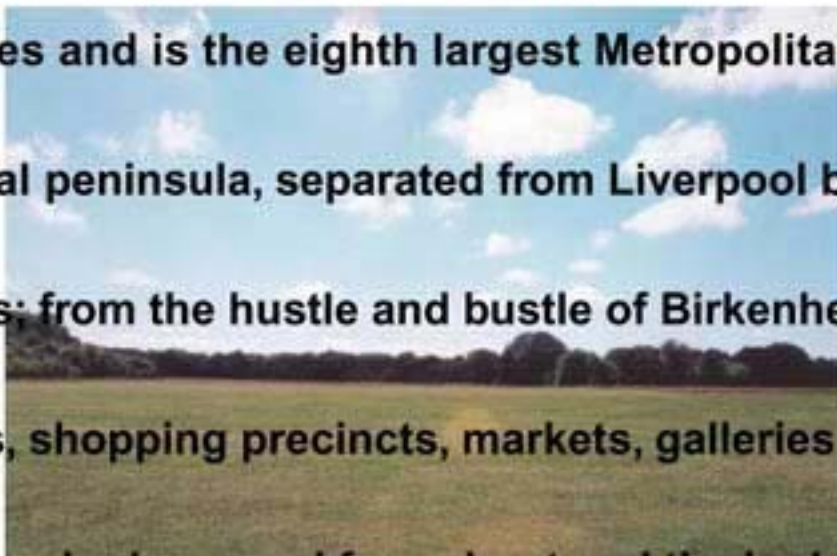 es and is the eighth largest Metropolita
al peninsula, separated from Liverpool b
s; from the hustle and bustle of Birkenhe
s, shopping precincts, markets, galleries